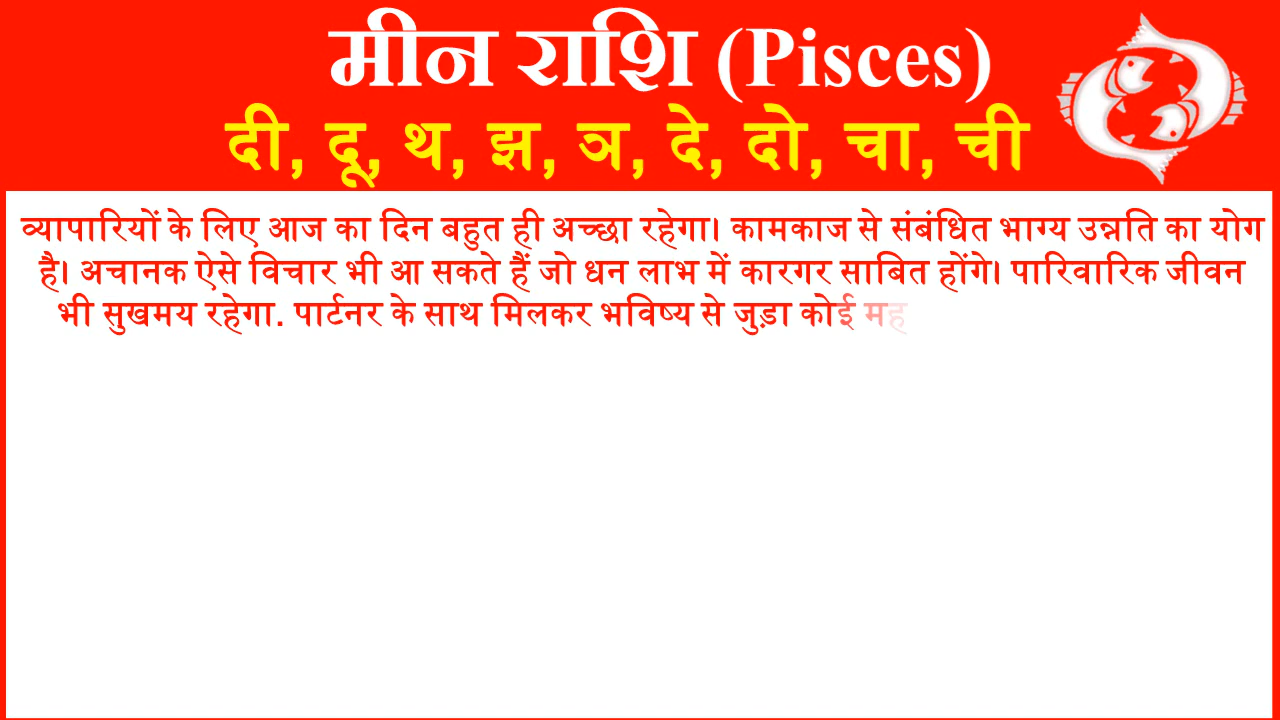 मीन राशि (Pisces)
दी, दू, थ, झ, ञ, दे, दो, चा, ची
व्यापारियों के लिए आज का दिन बहुत ही अच्छा रहेगा। कामकाज से संबंधित भाग्य उन्नति का योग
है। अचानक ऐसे विचार भी आ सकते हैं जो धन लाभ में कारगर साबित होंगे। पारिवारिक जीवन
भी सुखमय रहेगा. पार्टनर के साथ मिलकर भविष्य से जुड़ा कोई मह